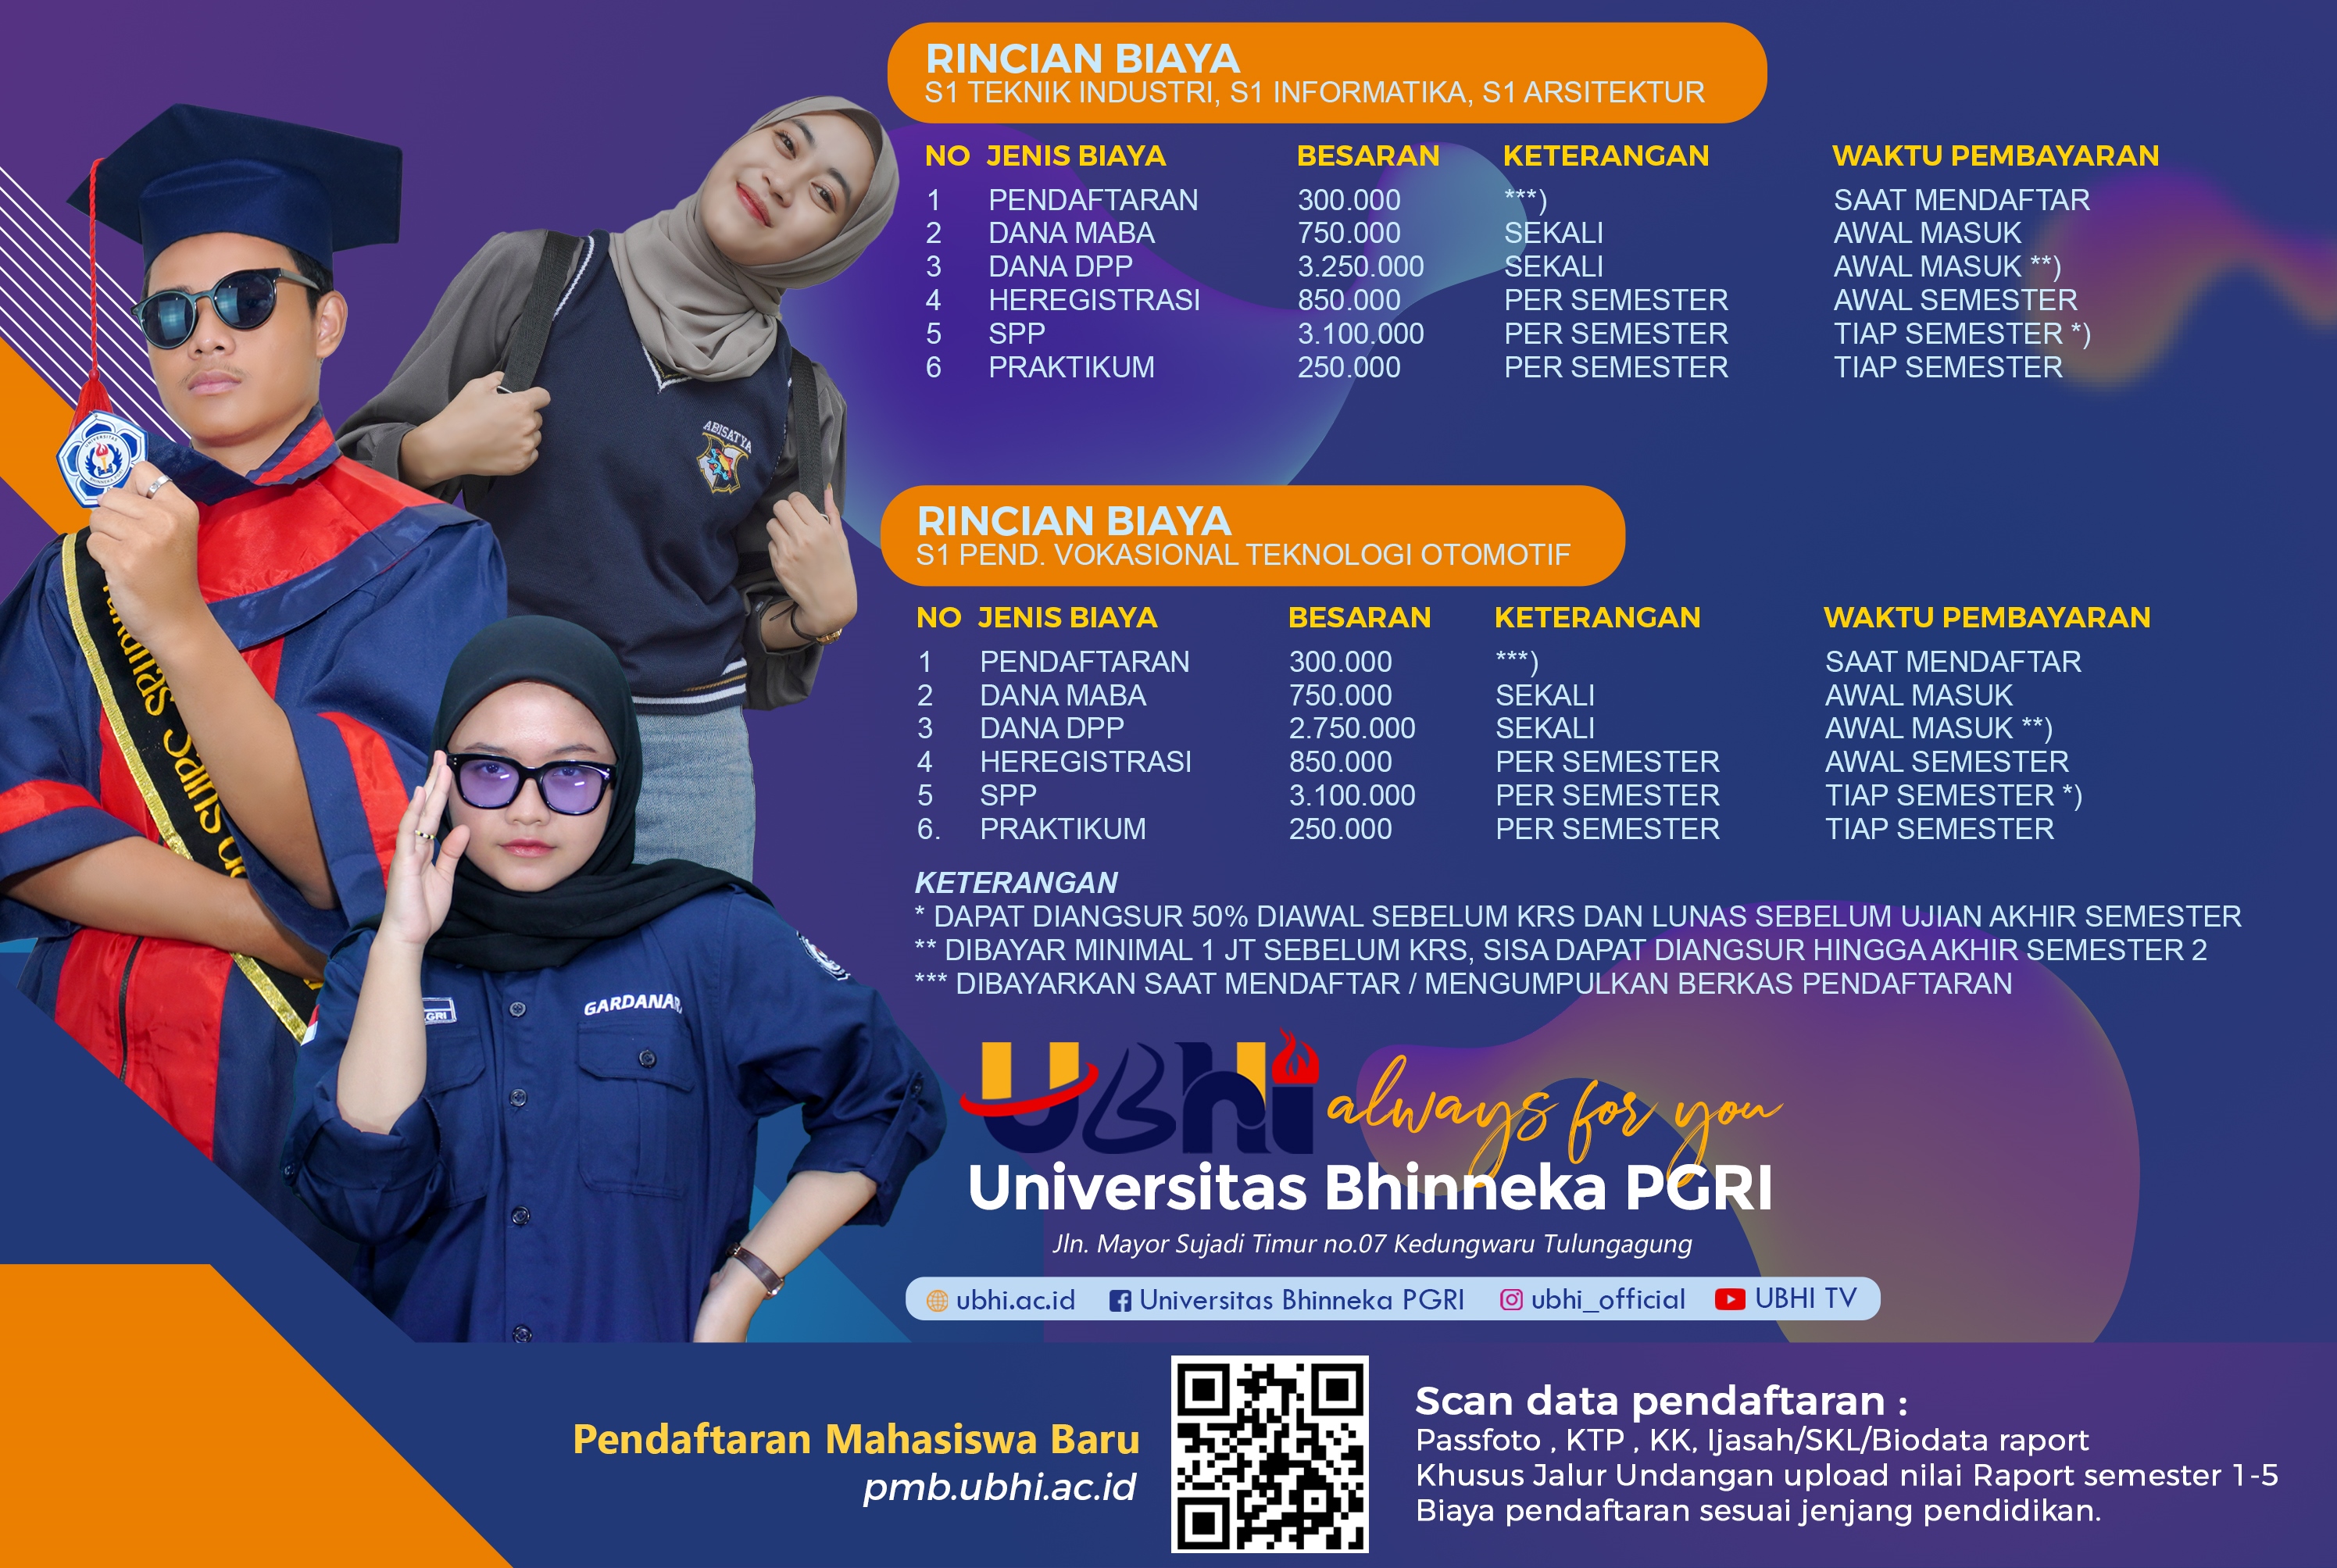 RINCIAN BIAYA
S1 TEKNIK INDUSTRI, S1 INFORMATIKA, S1 ARSITEKTUR
NO JENIS BIAYA BESARAN KETERANGAN WAKTU PEMBAYARAN
1 PENDAFTARAN 300.000 ***) SAAT MENDAFTAR
2 DANA MABA 750.000 SEKALI AWAL MASUK
3 DANA DPP 3.250.000 SEKALI AWAL MASUK **)
4 HEREGISTRASI 850.000 PER SEMESTER AWAL SEMESTER
5 SPP 3.100.000 PER SEMESTER TIAP SEMESTER *)
6 PRAKTIKUM 250.000 PER SEMESTER TIAP SEMESTER
RINCIAN BIAYA
S1 PEND. VOKASIONAL TEKNOLOGI OTOMOTIF
NO JENIS BIAYA BESARAN KETERANGAN WAKTU PEMBAYARAN
1 PENDAFTARAN 300.000 ***) SAAT MENDAFTAR
2 DANA MABA 750.000 SEKALI AWAL MASUK
3 DANA DPP 2.750.000 SEKALI AWAL MASUK **)
4 HEREGISTRASI 850.000 PER SEMESTER AWAL SEMESTER
5 SPP 3.100.000 PER SEMESTER TIAP SEMESTER *)
6. PRAKTIKUM 250.000 PER SEMESTER TIAP SEMESTER
KETERANGAN
* DAPAT DIANGSUR 50% DIAWAL SEBELUM KRS DAN LUNAS SEBELUM UJIAN AKHIR SEMESTER
** DIBAYAR MINIMAL 1 JT SEBELUM KRS, SISA DAPAT DIANGSUR HINGGA AKHIR SEMESTER 2
*** DIBAYARKAN SAAT MENDAFTAR / MENGUMPULKAN BERKAS PENDAFTARAN
UBhi always for you
Universitas Bhinneka PGRI
Jln. Mayor Sujadi Timur no.07 Kedungwaru Tulungagung
ubhi.ac.id Universitas Bhinneka PGRI ubhi_official UBHI TV
Pendaftaran Mahasiswa Baru
pmb.ubhi.ac.id
Scan data pendaftaran :
Passfoto , KTP , KK, Ijasah/SKL/Biodata raport
Khusus Jalur Undangan upload nilai Raport semester 1-5
Biaya pendaftaran sesuai jenjang pendidikan.
ABISATYA
Sains
GARDANAR